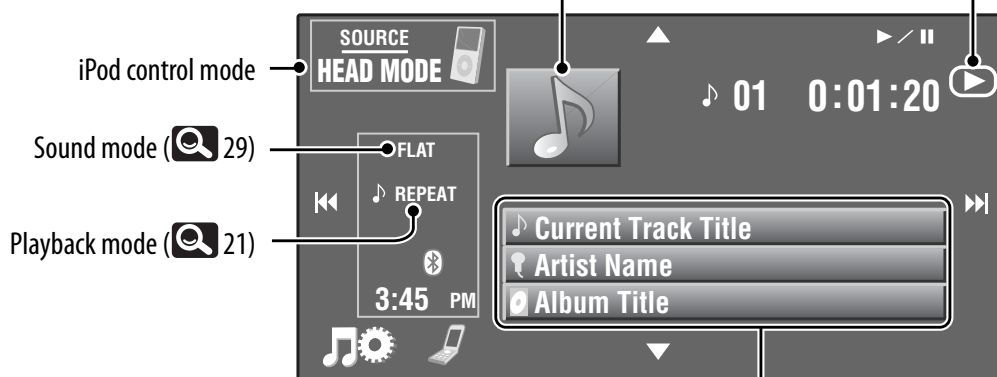 SOURCE
HEAD MODE
iPod control mode
01 0:01:20
Sound mode ( 29)
FLAT
REPEAT
Playback mode ( 21)
Current Track Title
Artist Name
Album Title
3:45 PM